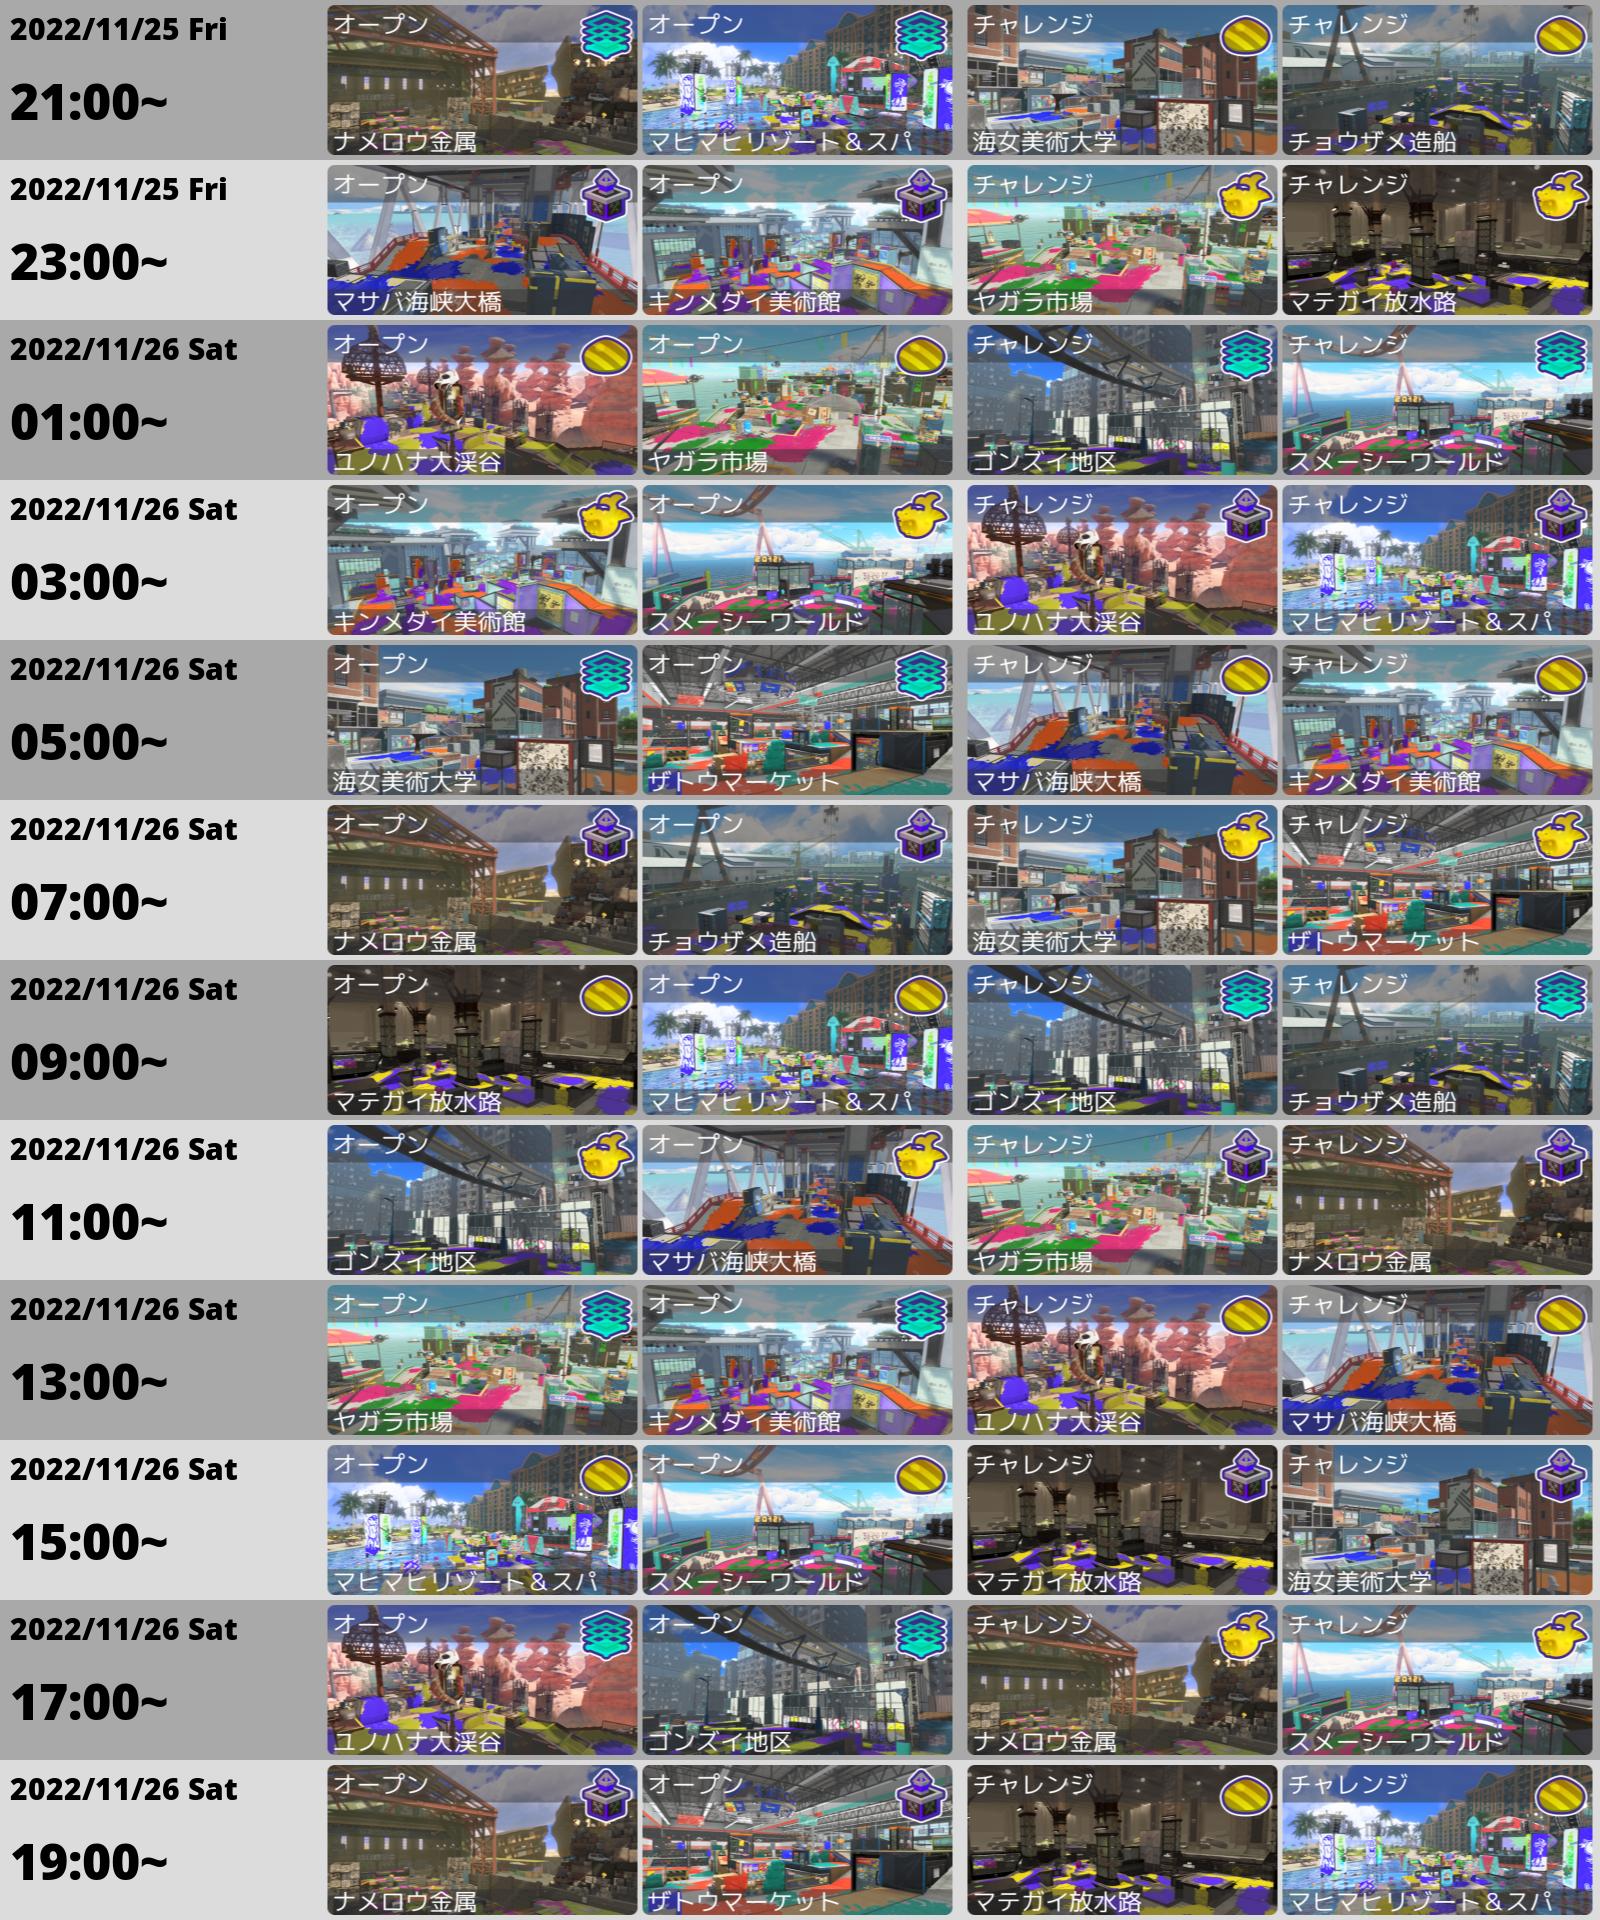 2022/11/25 Fri
21:00~
オープン
ナメロウ金属
オープン
マヒマヒリゾート＆スパ
チャレンジ
海女美術大学
チャレンジ
チョウザメ造船
2022/11/25 Fri
23:00~
オープン
マサバ海峡大橋
オープン
キンメダイ美術館
チャレンジ
ヤガラ市場
チャレンジ
マテガイ放水路
2022/11/26 Sat
01:00~
オープン
ユノハナ大渓谷
オープン
ヤガラ市場
チャレンジ
ゴンズイ地区
チャレンジ
スメーシーワールド
2022/11/26 Sat
03:00~
オープン
キンメダイ美術館
オープン
スメーシーワールド
チャレンジ
ユノハナ大渓谷
チャレンジ
マヒマヒリゾート＆スパ
2022/11/26 Sat
05:00~
オープン
海女美術大学
オープン
ザトウマーケット
チャレンジ
マサバ海峡大橋
チャレンジ
キンメダイ美術館
2022/11/26 Sat
07:00~
オープン
ナメロウ金属
オープン
チョウザメ造船
チャレンジ
海女美術大学
チャレンジ
ザトウマーケット
2022/11/26 Sat
09:00~
オープン
マテガイ放水路
オープン
マヒマヒリゾート＆スパ
チャレンジ
ゴンズイ地区
チャレンジ
チョウザメ造船
2022/11/26 Sat
11:00~
オープン
ゴンズイ地区
オープン
マサバ海峡大橋
チャレンジ
ヤガラ市場
チャレンジ
ナメロウ金属
2022/11/26 Sat
13:00~
オープン
ヤガラ市場
オープン
キンメダイ美術館
チャレンジ
ユノハナ大渓谷
チャレンジ
マサバ海峡大橋
2022/11/26 Sat
15:00~
オープン
マヒマヒリゾート＆スパ
オープン
スメーシーワールド
チャレンジ
マテガイ放水路
チャレンジ
海女美術大学
2022/11/26 Sat
17:00~
オープン
ユノハナ大渓谷
オープン
ゴンズイ地区
チャレンジ
ナメロウ金属
チャレンジ
スメーシーワールド
2022/11/26 Sat
19:00~
オープン
ナメロウ金属
オープン
ザトウマーケット
チャレンジ
マテガイ放水路
チャレンジ
マヒマヒリゾート＆スパ